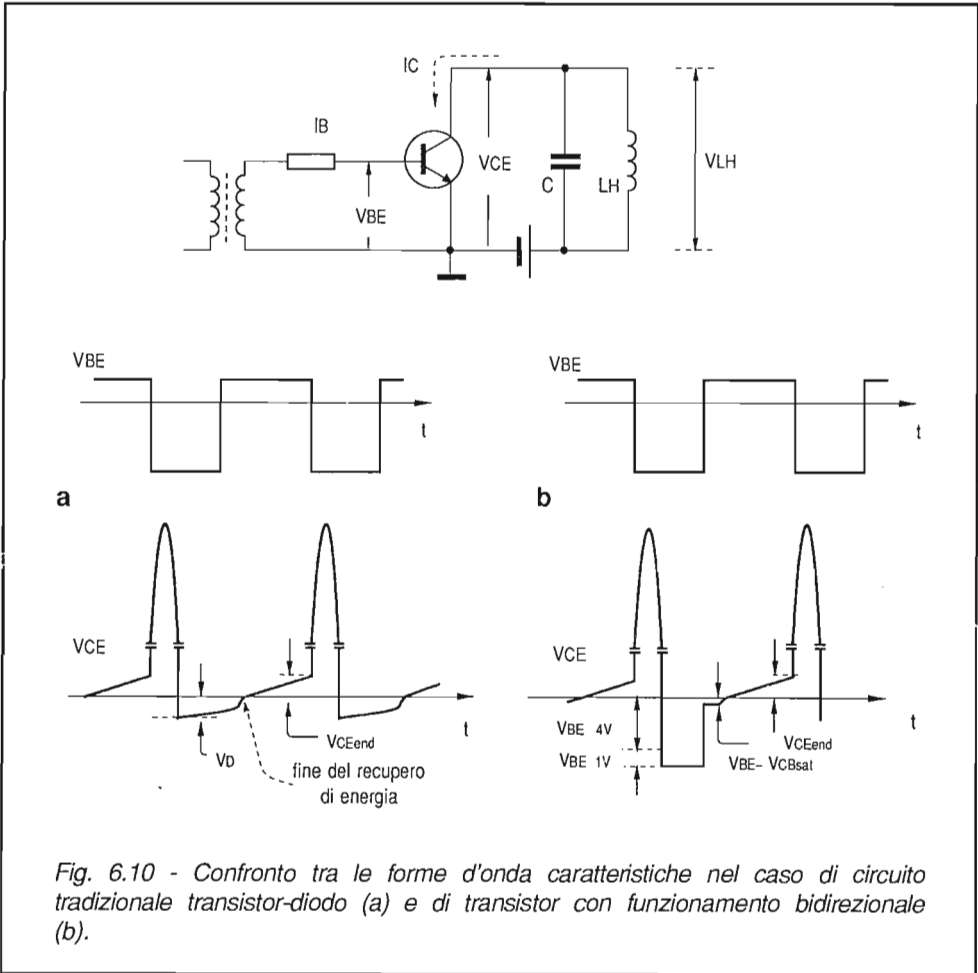 IC
IB
VBE
VCE
C
LH
VLH
VBE
t
a
VCE
VD
VCEend
t
fine del recupero
di energia
VBE
t
b
VCE
VBE 4V
VBE 1V
VCEend
VBE– VCBsat
t
Fig. 6.10 - Confronto tra le forme d'onda caratteristiche nel caso di circuito
tradizionale transistor-diodo (a) e di transistor con funzionamento bidirezionale
(b).